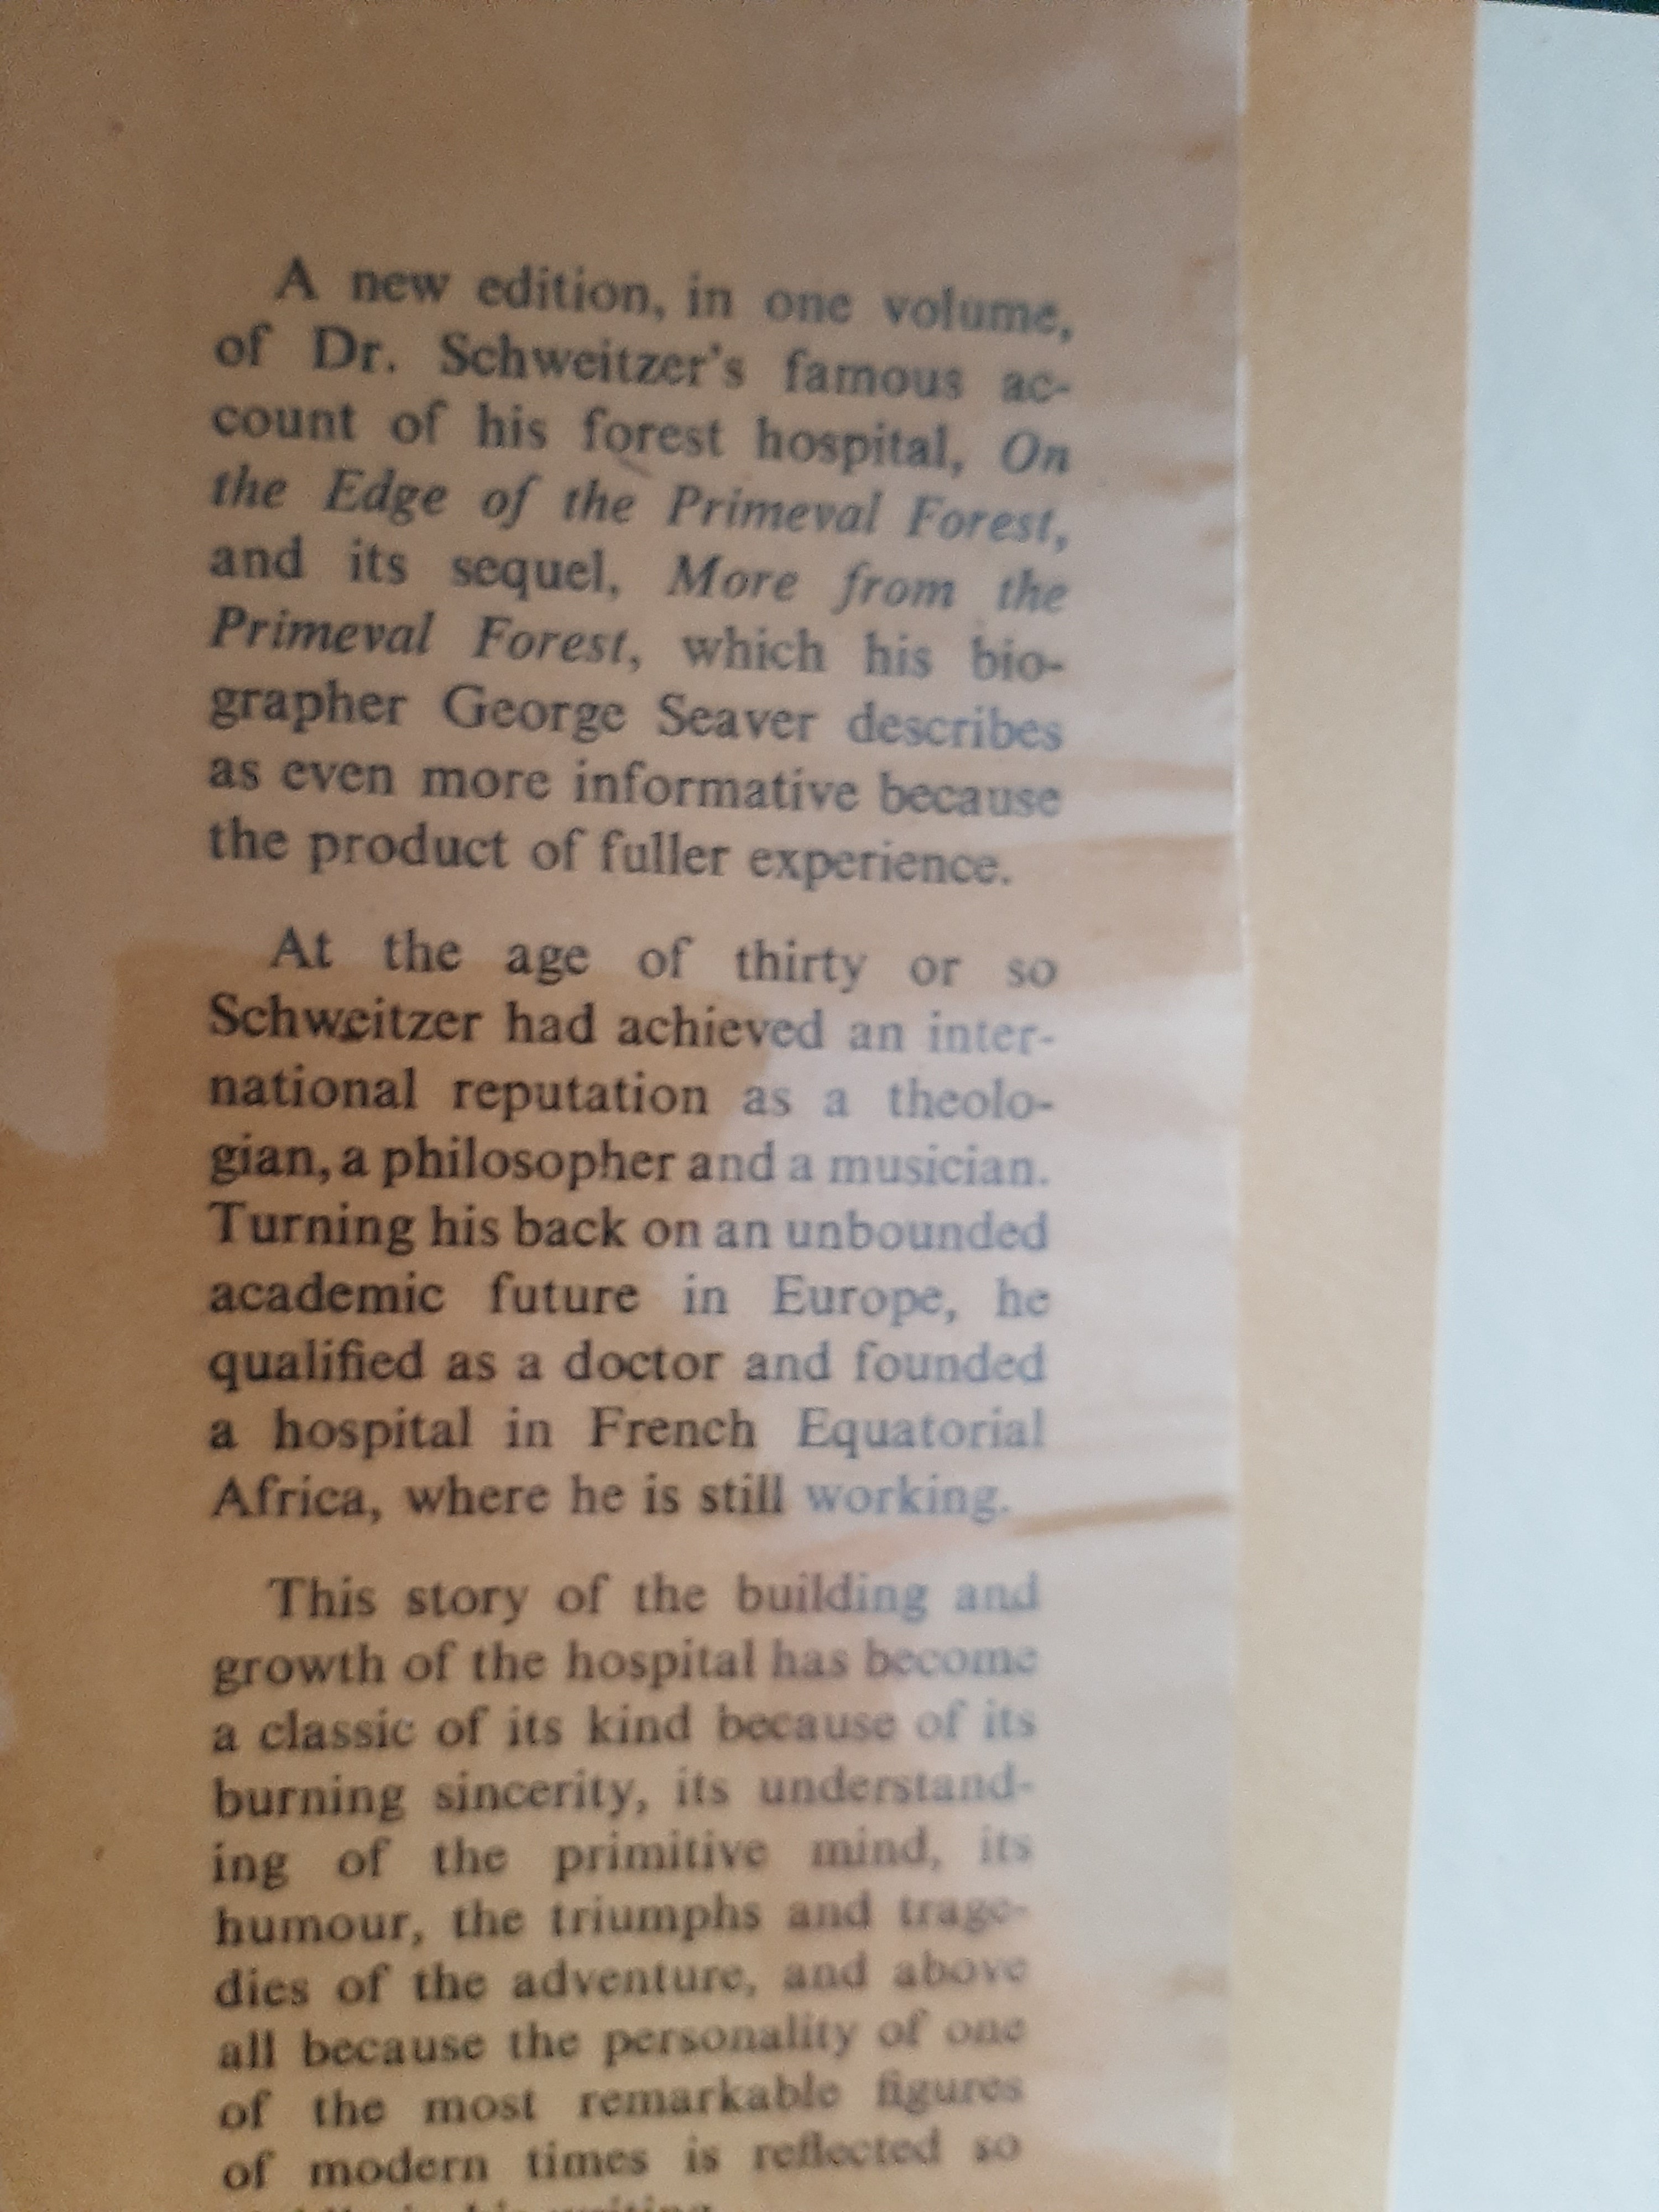 A new edition, in one volume,
of Dr. Schweitzer's famous ac-
count of his forest hospital, On
the Edge of the Primeval Forest,
and its sequel, More from the
Primeval Forest, which his bio-
grapher George Seaver describes
as even more informative because
the product of fuller experience.
At the age of thirty or so
Schweitzer had achieved an inter-
national reputation as a theolo-
gian, a philosopher and a musician.
Turning his back on an unbounded
academic future in Europe, he
qualified as a doctor and founded
a hospital in French Equatorial
Africa, where he is still working.
This story of the building and
growth of the hospital has become
a classic of its kind because of its
burning sincerity, its understand-
ing of the primitive mind, its
humour, the triumphs and trage-
dies of the adventure, and above
all because the personality of one
of the most remarkable figures
of modern times is reflected so